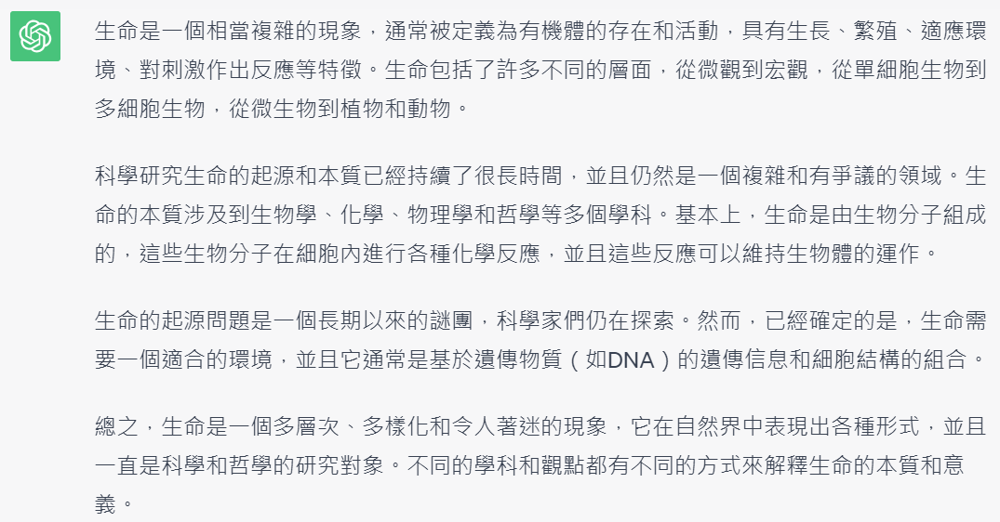 生命是一個相當複雜的現象，通常被定義為有機體的存在和活動，具有生長、繁殖、適應環
境、對刺激作出反應等特徵。生命包括了許多不同的層面，從微觀到宏觀，從單細胞生物到
多細胞生物，從微生物到植物和動物。
科學研究生命的起源和本質已經持續了很長時間，並且仍然是一個複雜和有爭議的領域。生
命的本質涉及到生物學、化學、物理學和哲學等多個學科。基本上，生命是由生物分子組成
的，這些生物分子在細胞內進行各種化學反應，並且這些反應可以維持生物體的運作。
生命的起源問題是一個長期以來的謎團，科學家們仍在探索。然而，已經確定的是，生命需
要一個適合的環境，並且它通常是基於遺傳物質（如DNA）的遺傳信息和細胞結構的組合。
總之，生命是一個多層次、多樣化和令人著迷的現象，它在自然界中表現出各種形式，並且
一直是科學和哲學的研究對象。不同的學科和觀點都有不同的方式來解釋生命的本質和意
義。